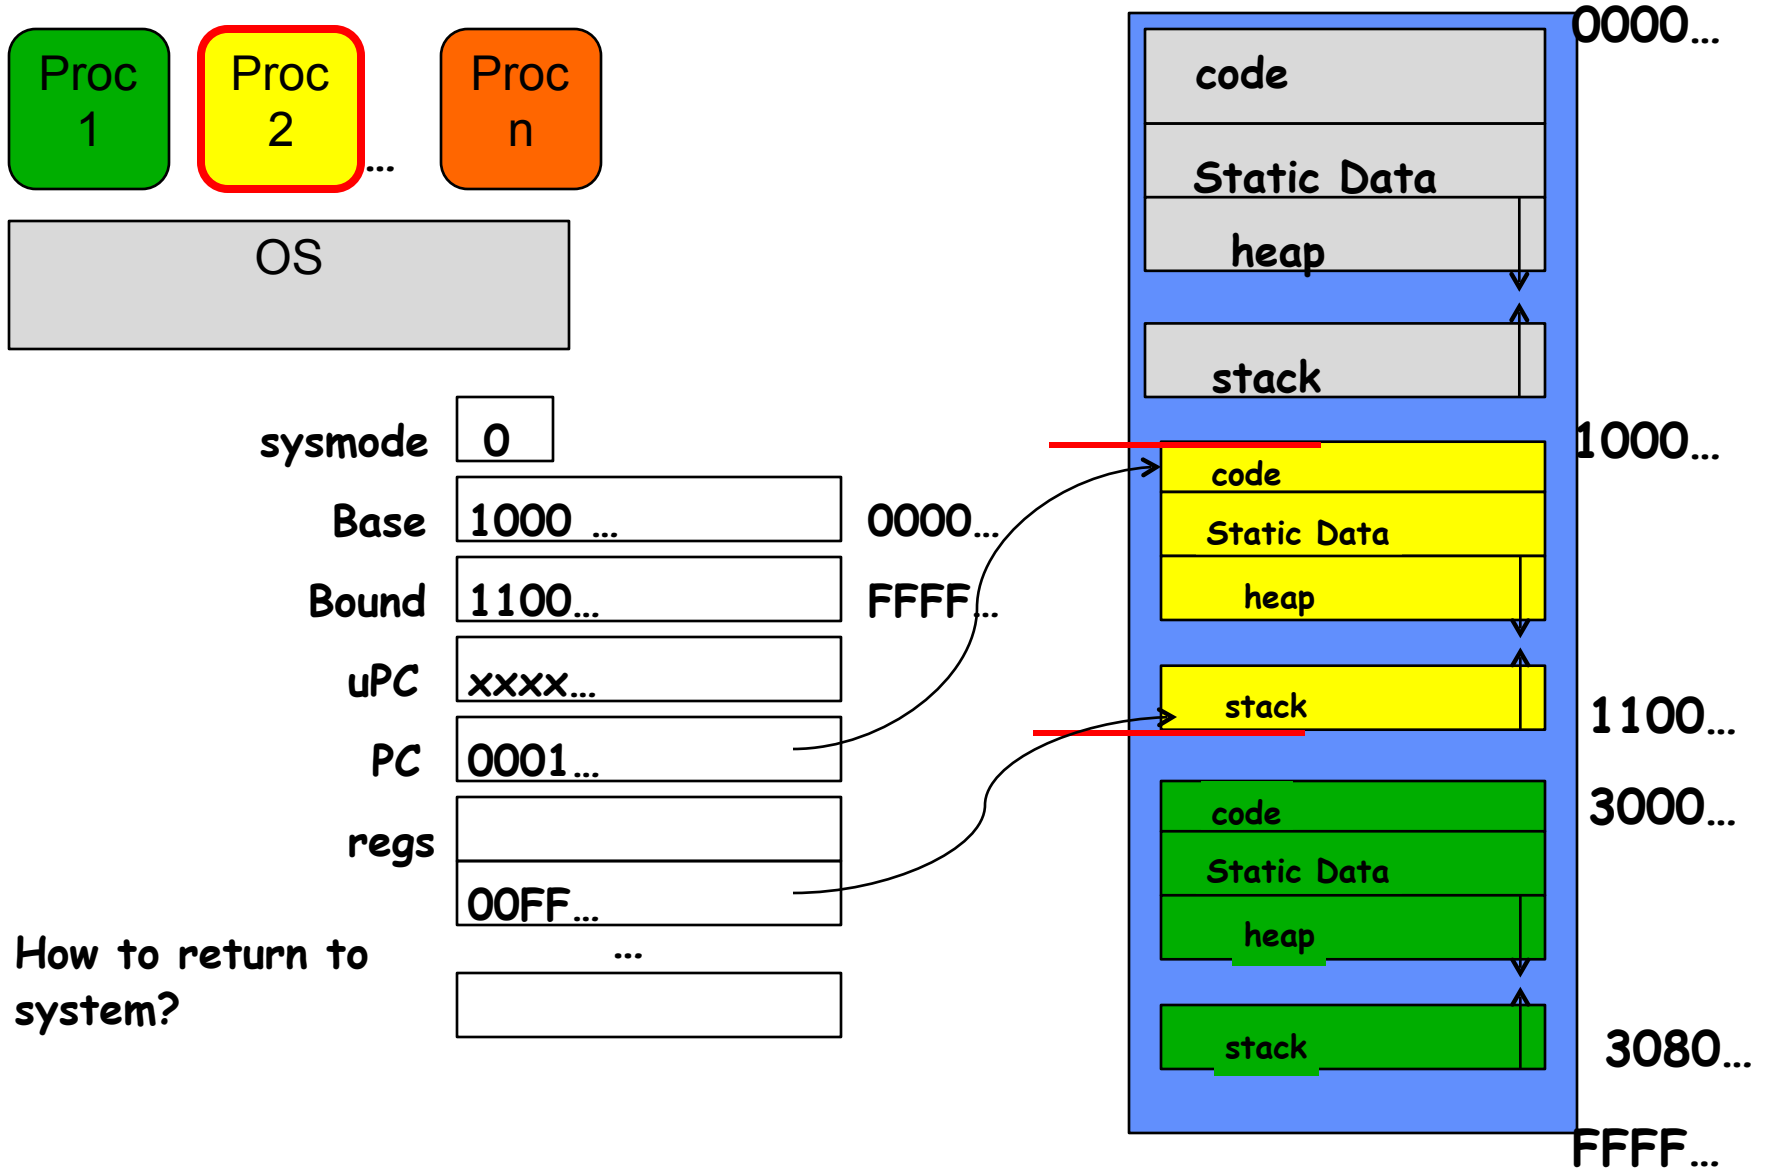 Proc
1
Proc
2
...
Proc
n
OS
sysmode 0
Base 1000 ... 0000...
Bound 1100... FFFF...
uPC xxxx...
PC 0001...
regs
00FF...
...
How to return to
system?
0000...
code
Static Data
heap
stack
1000...
code
Static Data
heap
stack
1100...
3000...
code
Static Data
heap
stack
3080...
FFFF...